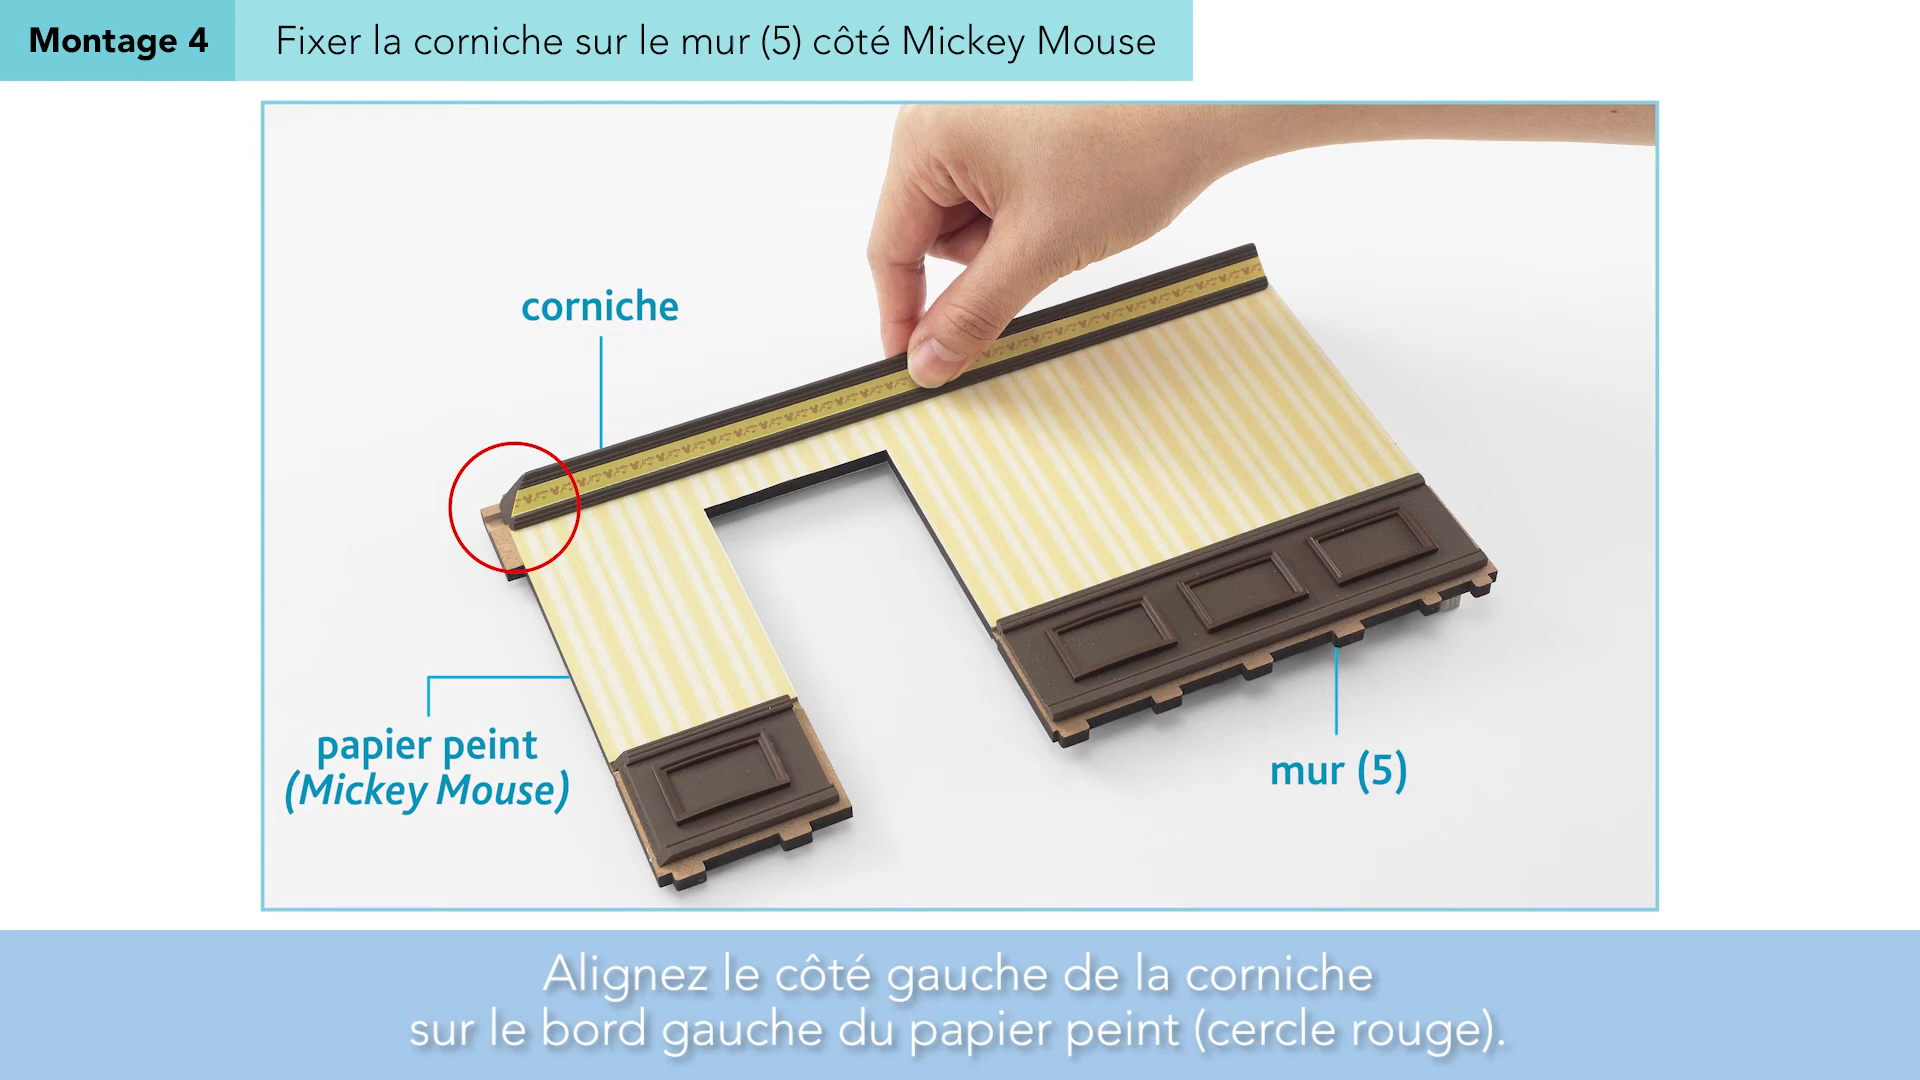 Montage 4
Fixer la corniche sur le mur (5) côté Mickey Mouse
corniche
papier peint
(Mickey Mouse)
mur (5)
Alignez le côté gauche de la corniche
sur le bord gauche du papier peint (cercle rouge).